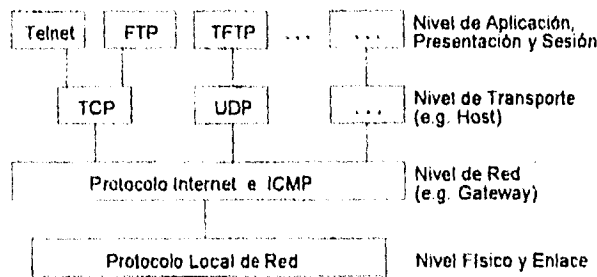 Telnet FTP TFTP ... ... Nivel de Aplicación,
Presentación y Sesión
TCP UDP ... Nivel de Transporte
(e.g. Host)
Protocolo Internet e ICMP Nivel de Red
(e.g. Gateway)
Protocolo Local de Red Nivel Físico y Enlace